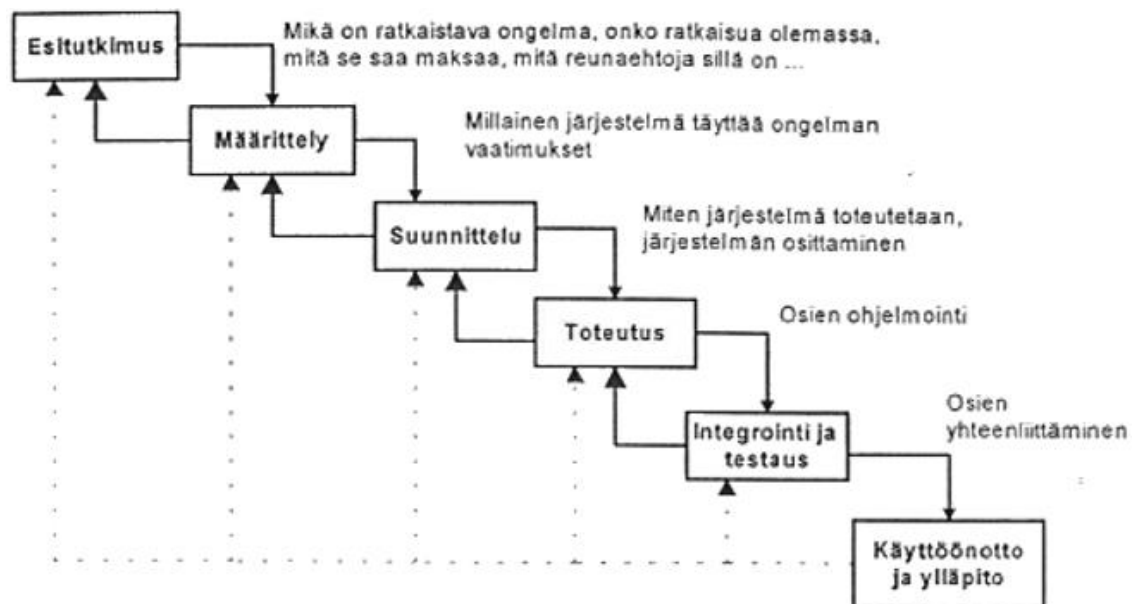 Esitutkimus
Mikä on ratkaistava ongelma, onko ratkaisua olemassa,
mitä se saa maksaa, mitä reunaehtoja sillä on ...
Määrittely
Millainen järjestelmä täyttää ongelman
vaatimukset
Suunnittelu
Miten järjestelmä toteutetaan,
järjestelmän osittaminen
Toteutus
Osien ohjelmointi
Integrointi ja
testaus
Osien
yhteenliittäminen
Käyttöönotto
ja ylläpito